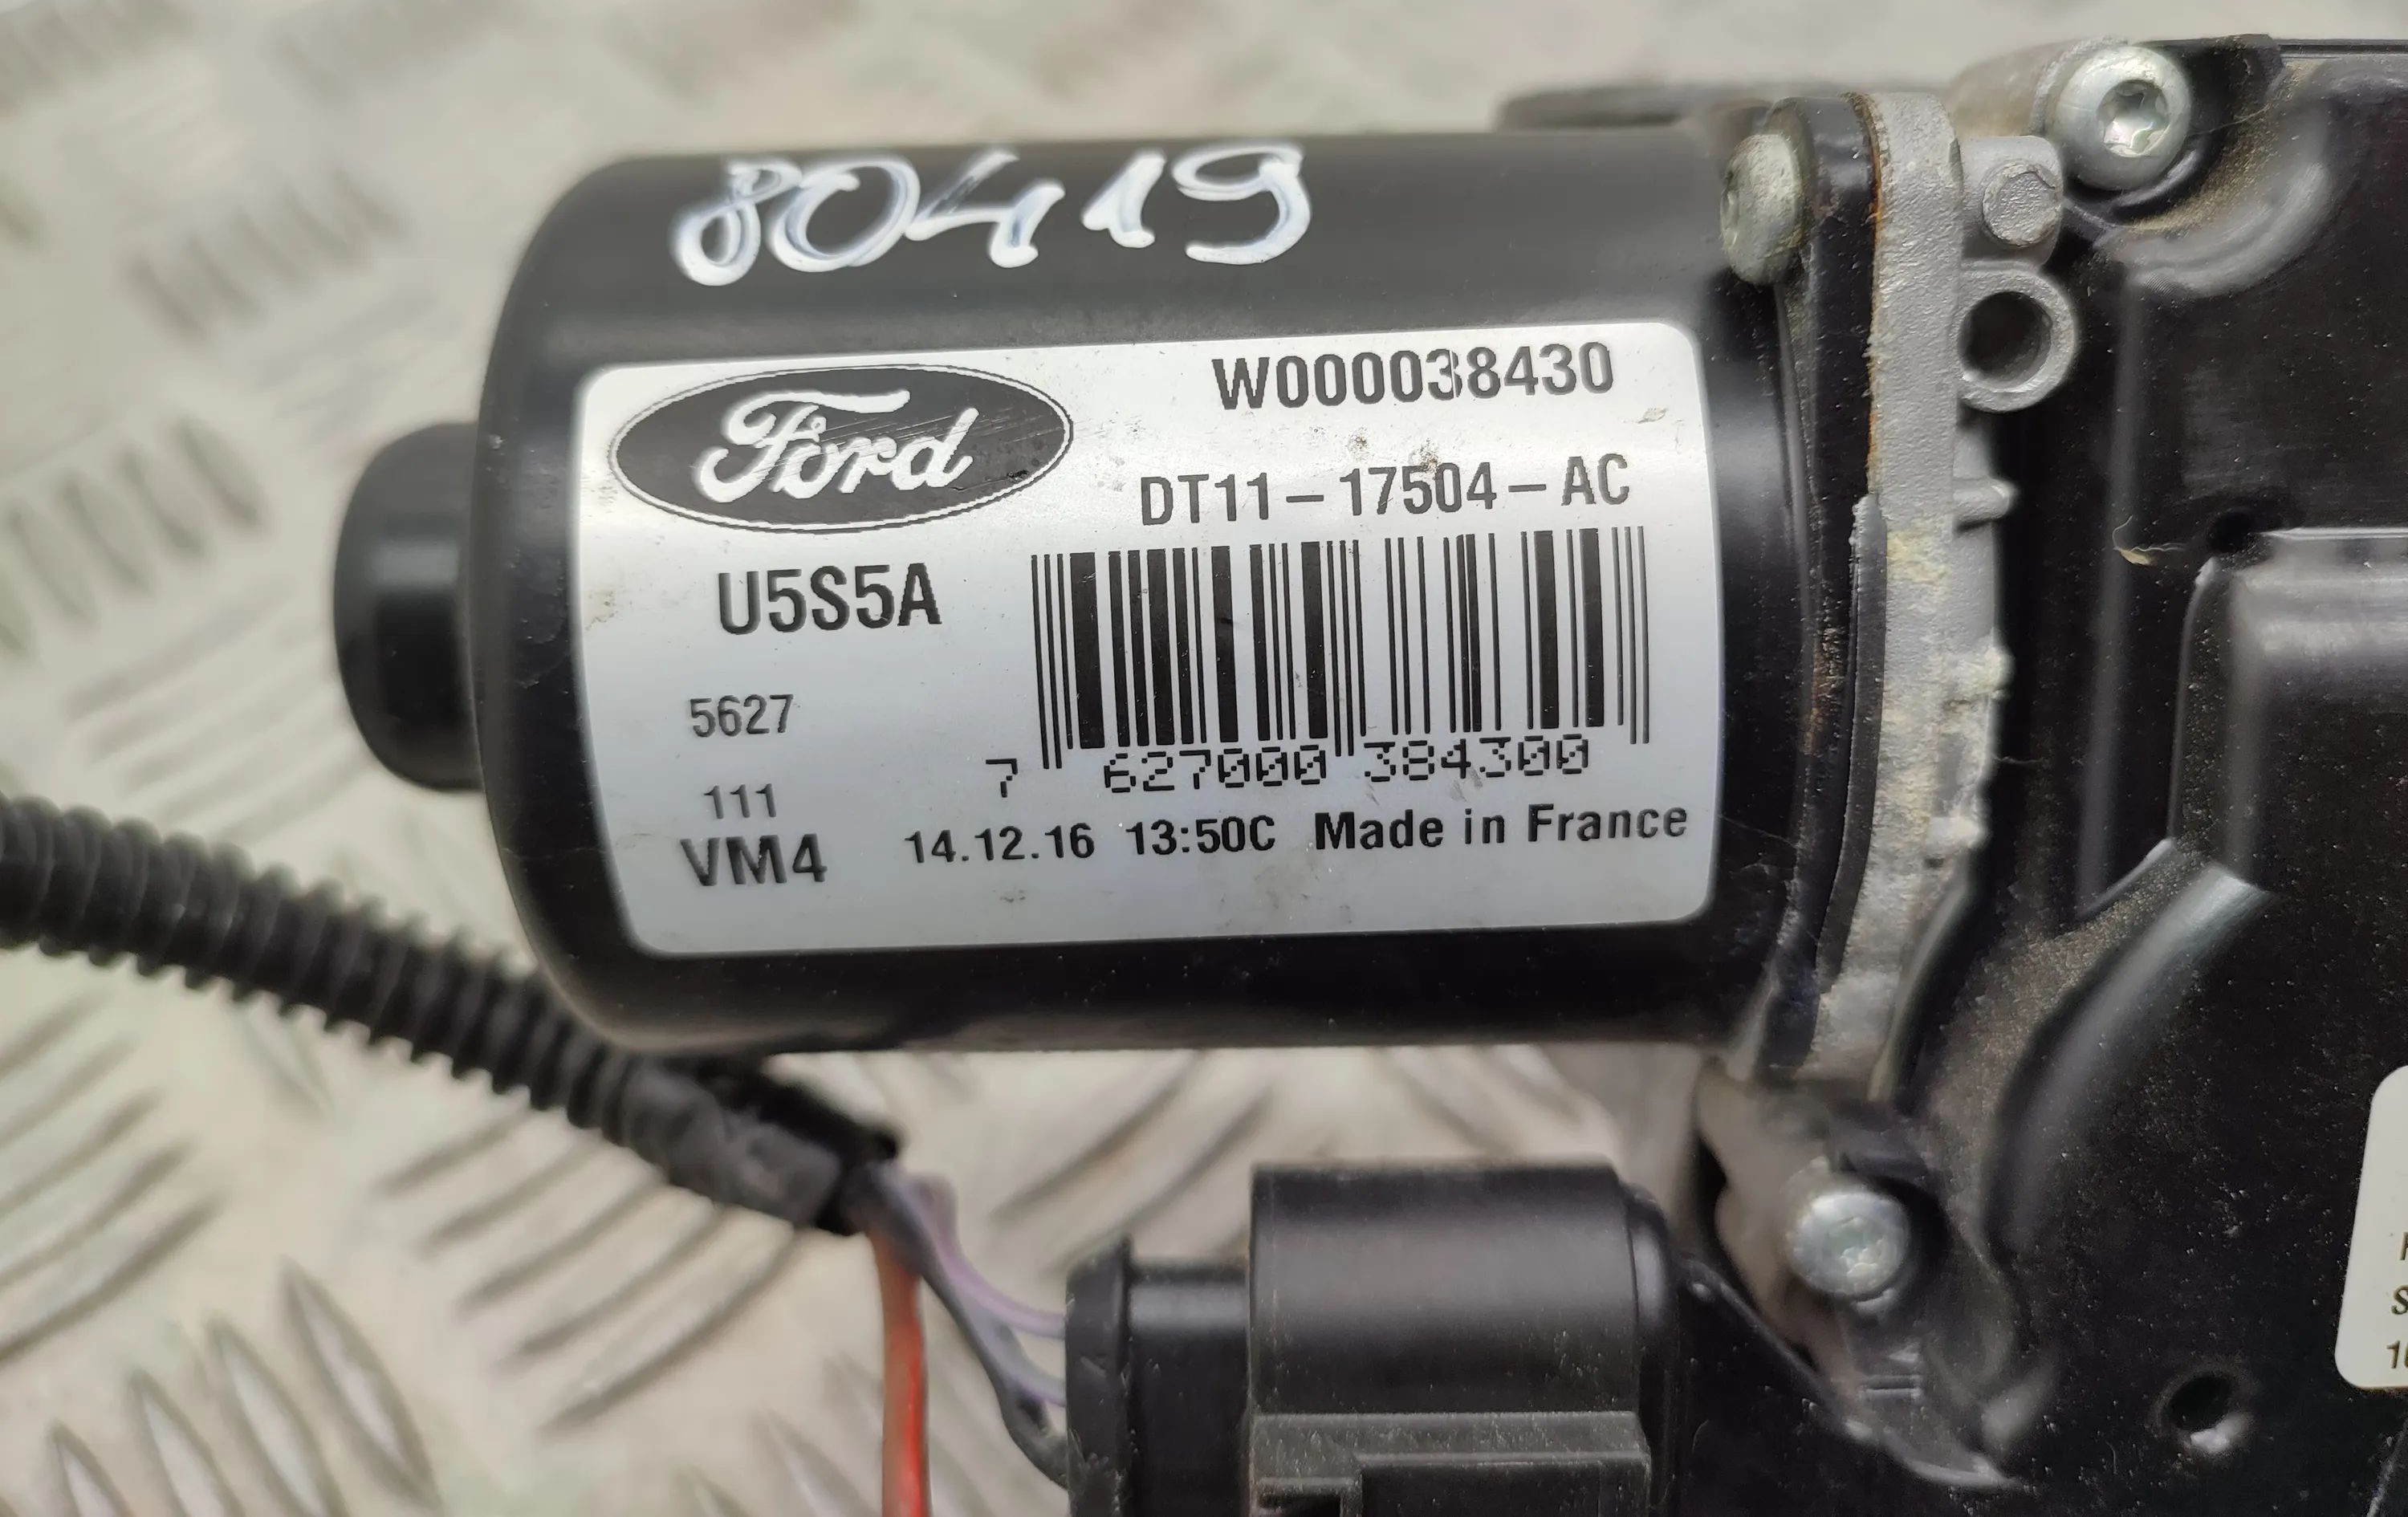 80419
Ford
W000038430
DT11-17504-AC
U5S5A
5627
7 627000 384300
111
VM4 14.12.16 13:50C Made in France